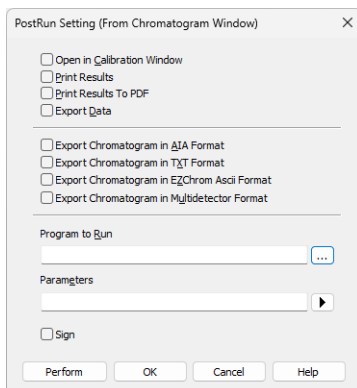 PostRun Setting (From Chromatogram Window)
Open in Calibration Window
Print Results
Print Results To PDF
Export Data
Export Chromatogram in AIA Format
Export Chromatogram in TXT Format
Export Chromatogram in EZChrom Ascii Format
Export Chromatogram in Multidetector Format
Program to Run
...
Parameters
Sign
Perform OK Cancel Help